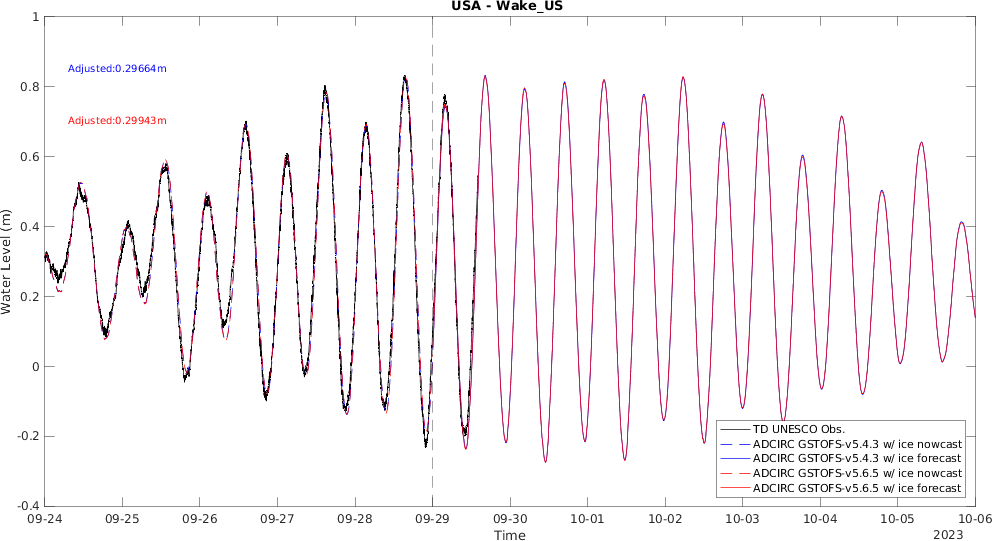 USA - Wake_US
Adjusted:0.29664m
Adjusted:0.29943m
1
0.8
0.6
0.4
0.2
0
-0.2
-0.4
Water Level (m)
TD UNESCO Obs.
ADCIRC GSTOFS-v5.4.3 w/ ice nowcast
ADCIRC GSTOFS-v5.4.3 w/ ice forecast
ADCIRC GSTOFS-v5.6.5 w/ ice nowcast
ADCIRC GSTOFS-v5.6.5 w/ ice forecast
09-24 09-25 09-26 09-27 09-28 09-29 09-30 10-01 10-02 10-03 10-04 10-05 10-06
Time
2023